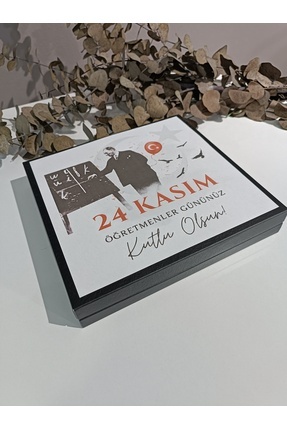 24 KASIM
ÖĞRETMENLER GÜNÜNÜZ
Kutlu Olsun!